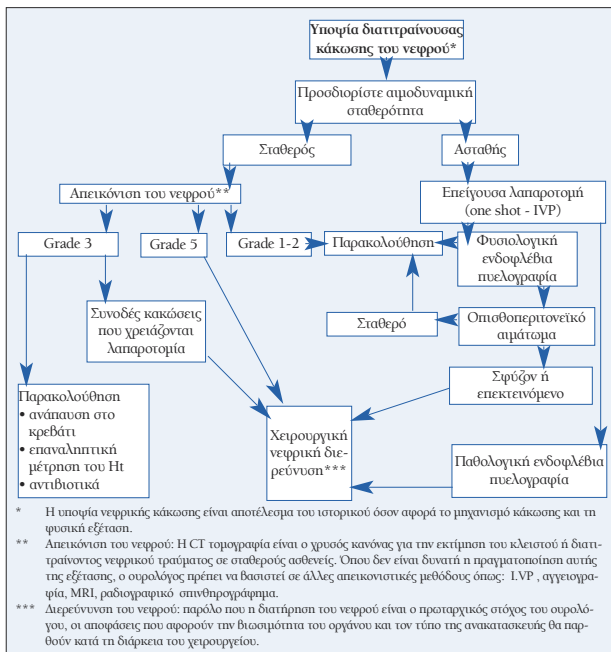 Υποψία διατιτραίνουσας
κάκωσης του νεφρού*
Προσδιορίστε αιμοδυναμική
σταθερότητα
Σταθερός
Ασταθής
Απεικόνιση του νεφρού**
Επείγουσα λαπαροτομή
(one shot - IVP)
Grade 3
Grade 5
Grade 1-2
Παρακολούθηση
Φυσιολογική
ενδοφλέβια
πυελογραφία
Συνοδές κακώσεις
που χρειάζονται
λαπαροτομία
Σταθερό
Οπισθοπεριτονεϊκό
αιμάτωμα
Σφύζον ή
επεκτεινόμενο
Παρακολούθηση
• ανάπαυση στο
κρεβάτι
• επαναληπτική
μέτρηση του Ht
• αντιβιοτικά
Χειρουργική
νεφρική διε-
ρεύνηση***
Παθολογική ενδοφλέβια
πυελογραφία
* Η υποψία νεφρικής κάκωσης είναι αποτέλεσμα του ιστορικού όσον αφορά το μηχανισμό κάκωσης και τη
φυσική εξέταση.
** Απεικόνιση του νεφρού: Η CT τομογραφία είναι ο χρυσός κανόνας για την εκτίμηση του κλειστού ή διατι-
τραίνοντος νεφρικού τραύματος σε σταθερούς ασθενείς. Όπου δεν είναι δυνατή η πραγματοποίηση αυτής
της εξέτασης, ο ουρολόγος πρέπει να βασιστεί σε άλλες απεικονιστικές μεθόδους όπως: I.VP , αγγειογρα-
φία, MRI, ραδιογραφικό σπινθηρογράφημα.
*** Διερεύνυνση του νεφρού: παρόλο που η διατήρηση του νεφρού είναι ο πρωταρχικός στόχος του ουρολό-
γου, οι αποφάσεις που αφορούν την βιωσιμότητα του οργάνου και τον τύπο της ανακατασκευής θα παρ-
θούν κατά τη διάρκεια του χειρουργείου.